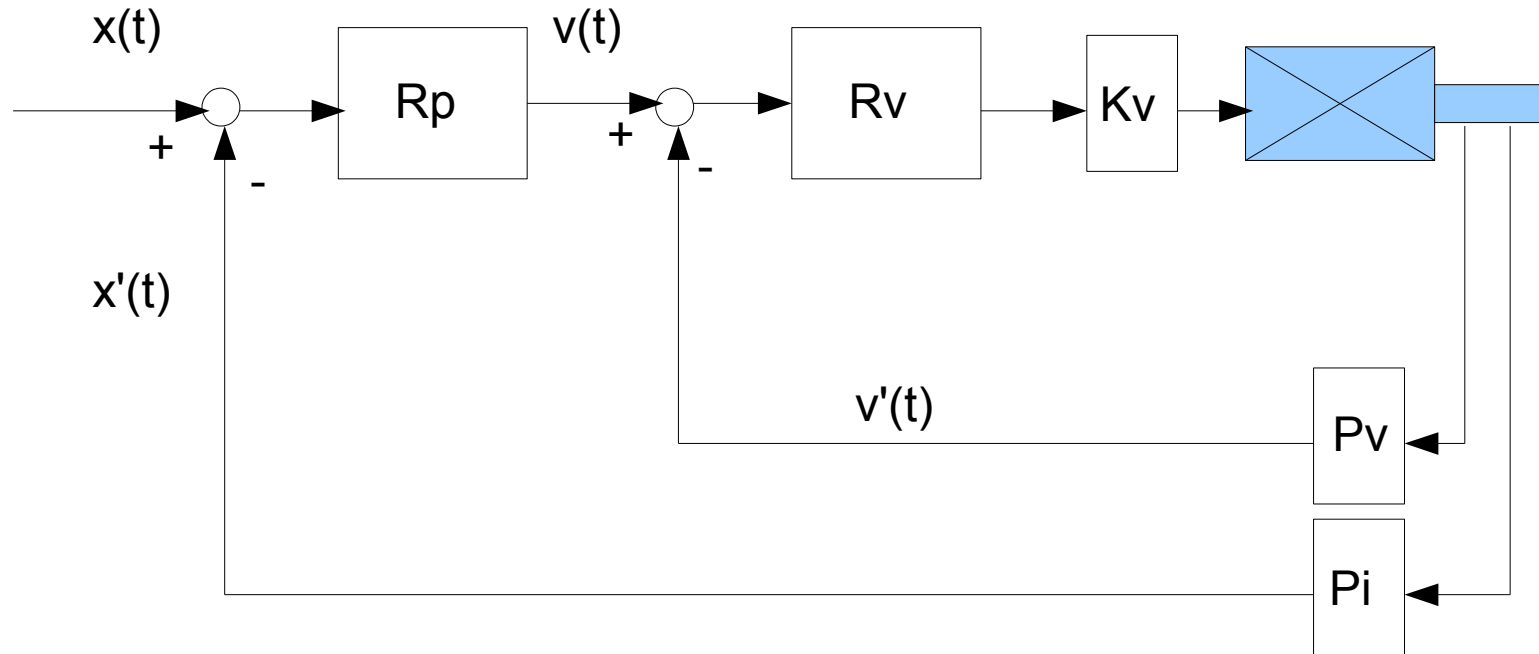 x(t)
v(t)
Rp
Rv
Kv
+
-
+
-
x'(t)
v'(t)
Pv
Pi